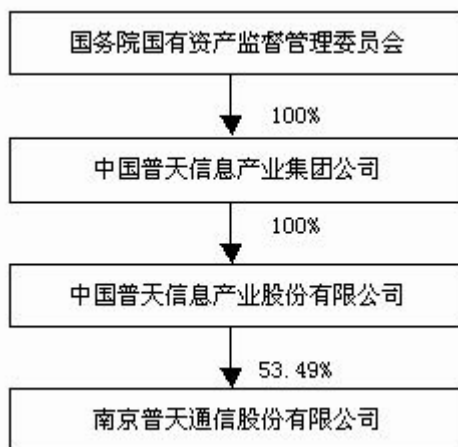 国务院国有资产监督管理委员会
100%
中国普天信息产业集团公司
100%
中国普天信息产业股份有限公司
53.49%
南京普天通信股份有限公司